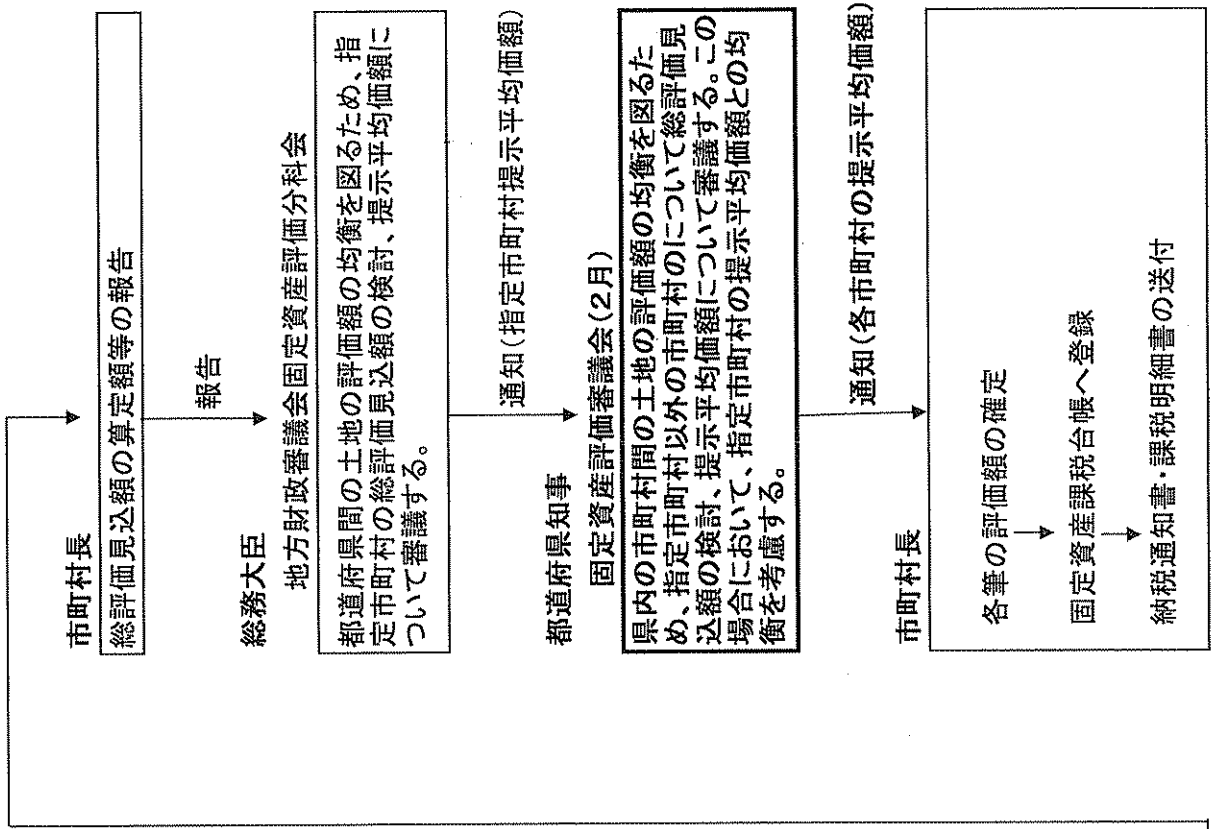 市町村長
総評価見込額の算定額等の報告
報告
総務大臣
地方財政審議会固定資産評価分科会
都道府県間の土地の評価額の均衡を図るため、指
定市町村の総評価見込額の検討、提示平均価額に
ついて審議する。
通知(指定市町村提示平均価額)
都道府県知事
固定資産評価審議会(2月)
県内の市町村間の土地の評価額の均衡を図るた
め、指定市町村以外の市町村のについて総評価見
込額の検討、提示平均価額について審議する。この
場合において、指定市町村の提示平均価額との均
衡を考慮する。
通知(各市町村の提示平均価額)
市町村長
各筆の評価額の確定
固定資産課税台帳へ登録
納税通知書・課税明細書の送付